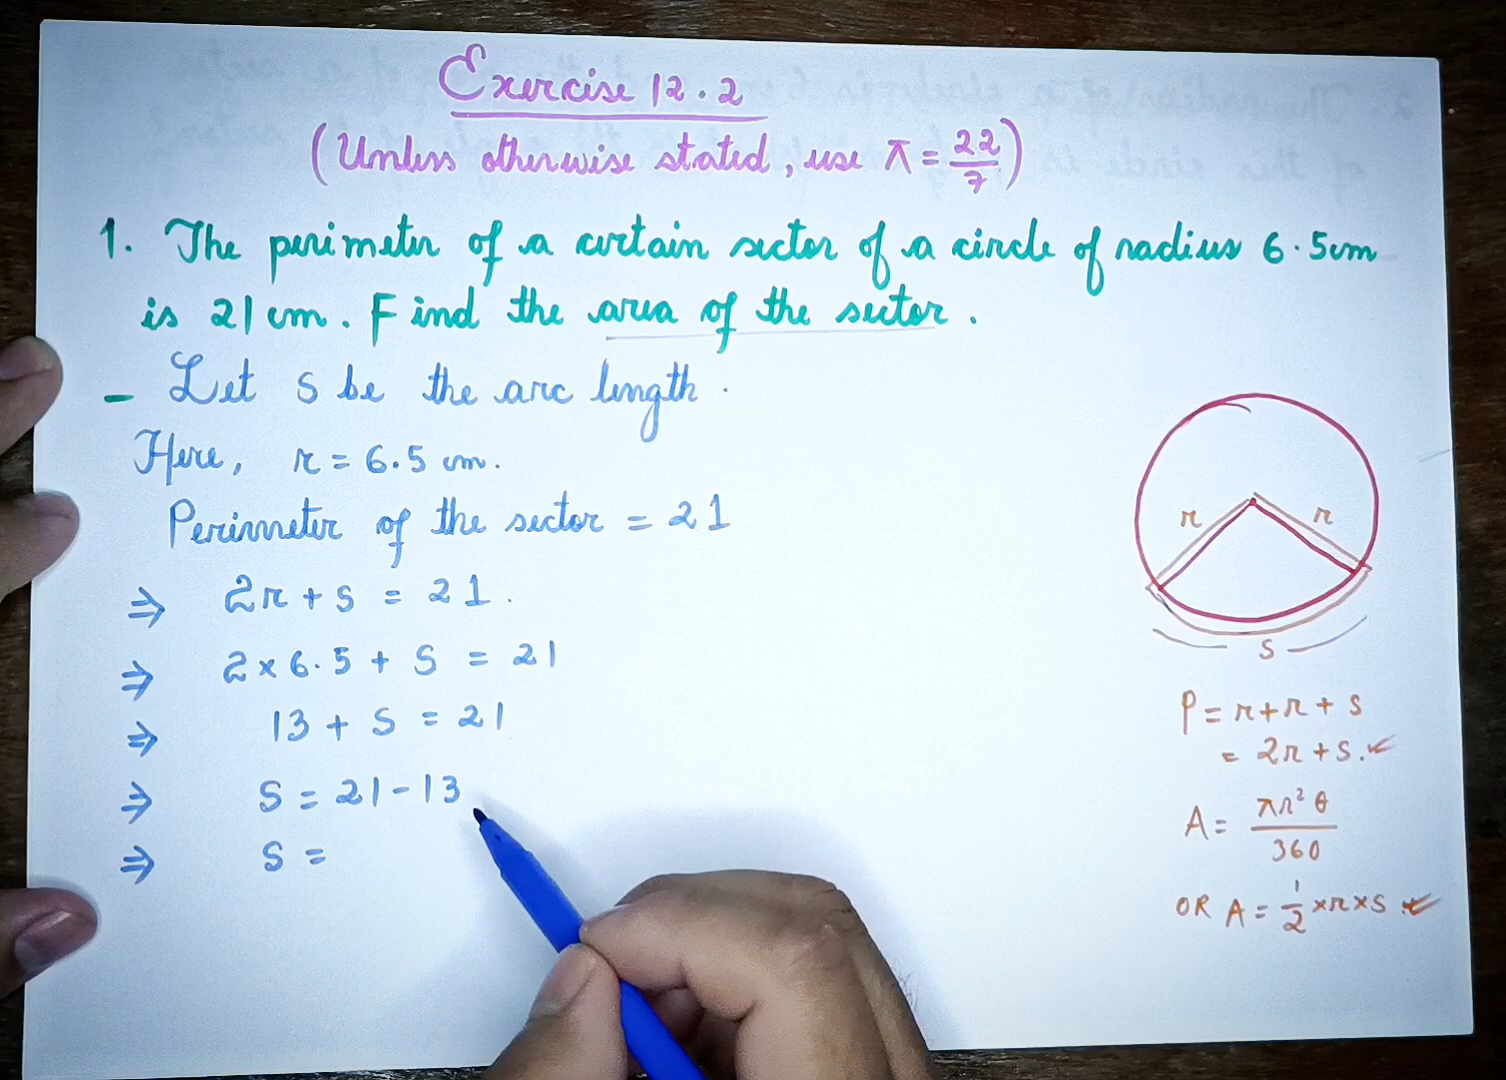 Exercise 12.2
(Unless otherwise stated, use π = 22/7)
1. The perimeter of a certain sector of a circle of radius 6.5cm
is 21 cm. Find the area of the sector.
- Let S be the arc length.
Here, r = 6.5 cm.
Perimeter of the sector = 21
⇒ 2r + S = 21.
⇒ 2 × 6.5 + S = 21
⇒ 13 + S = 21
⇒ S = 21 - 13
⇒ S =
r r
S
P = r + r + S
= 2r + S. ✓
A = πr²θ/360
OR A = 1/2 × r × S ✓